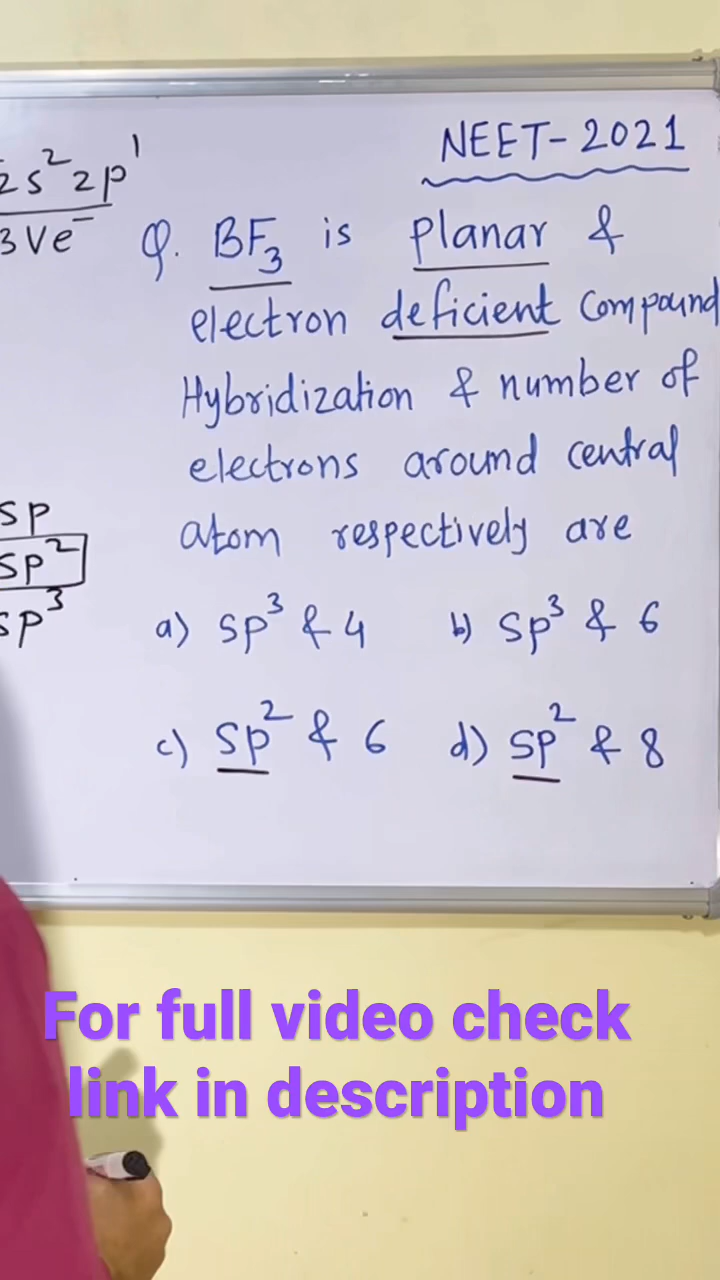 NEET-2021
2s² 2p¹
3Ve⁻
Q. BF₃ is planar &
electron deficient compound
Hybridization & number of
electrons around central
atom respectively are
sp
sp²
sp³
a) sp³ & 4 b) sp³ & 6
c) sp² & 6 d) sp² & 8
For full video check
link in description